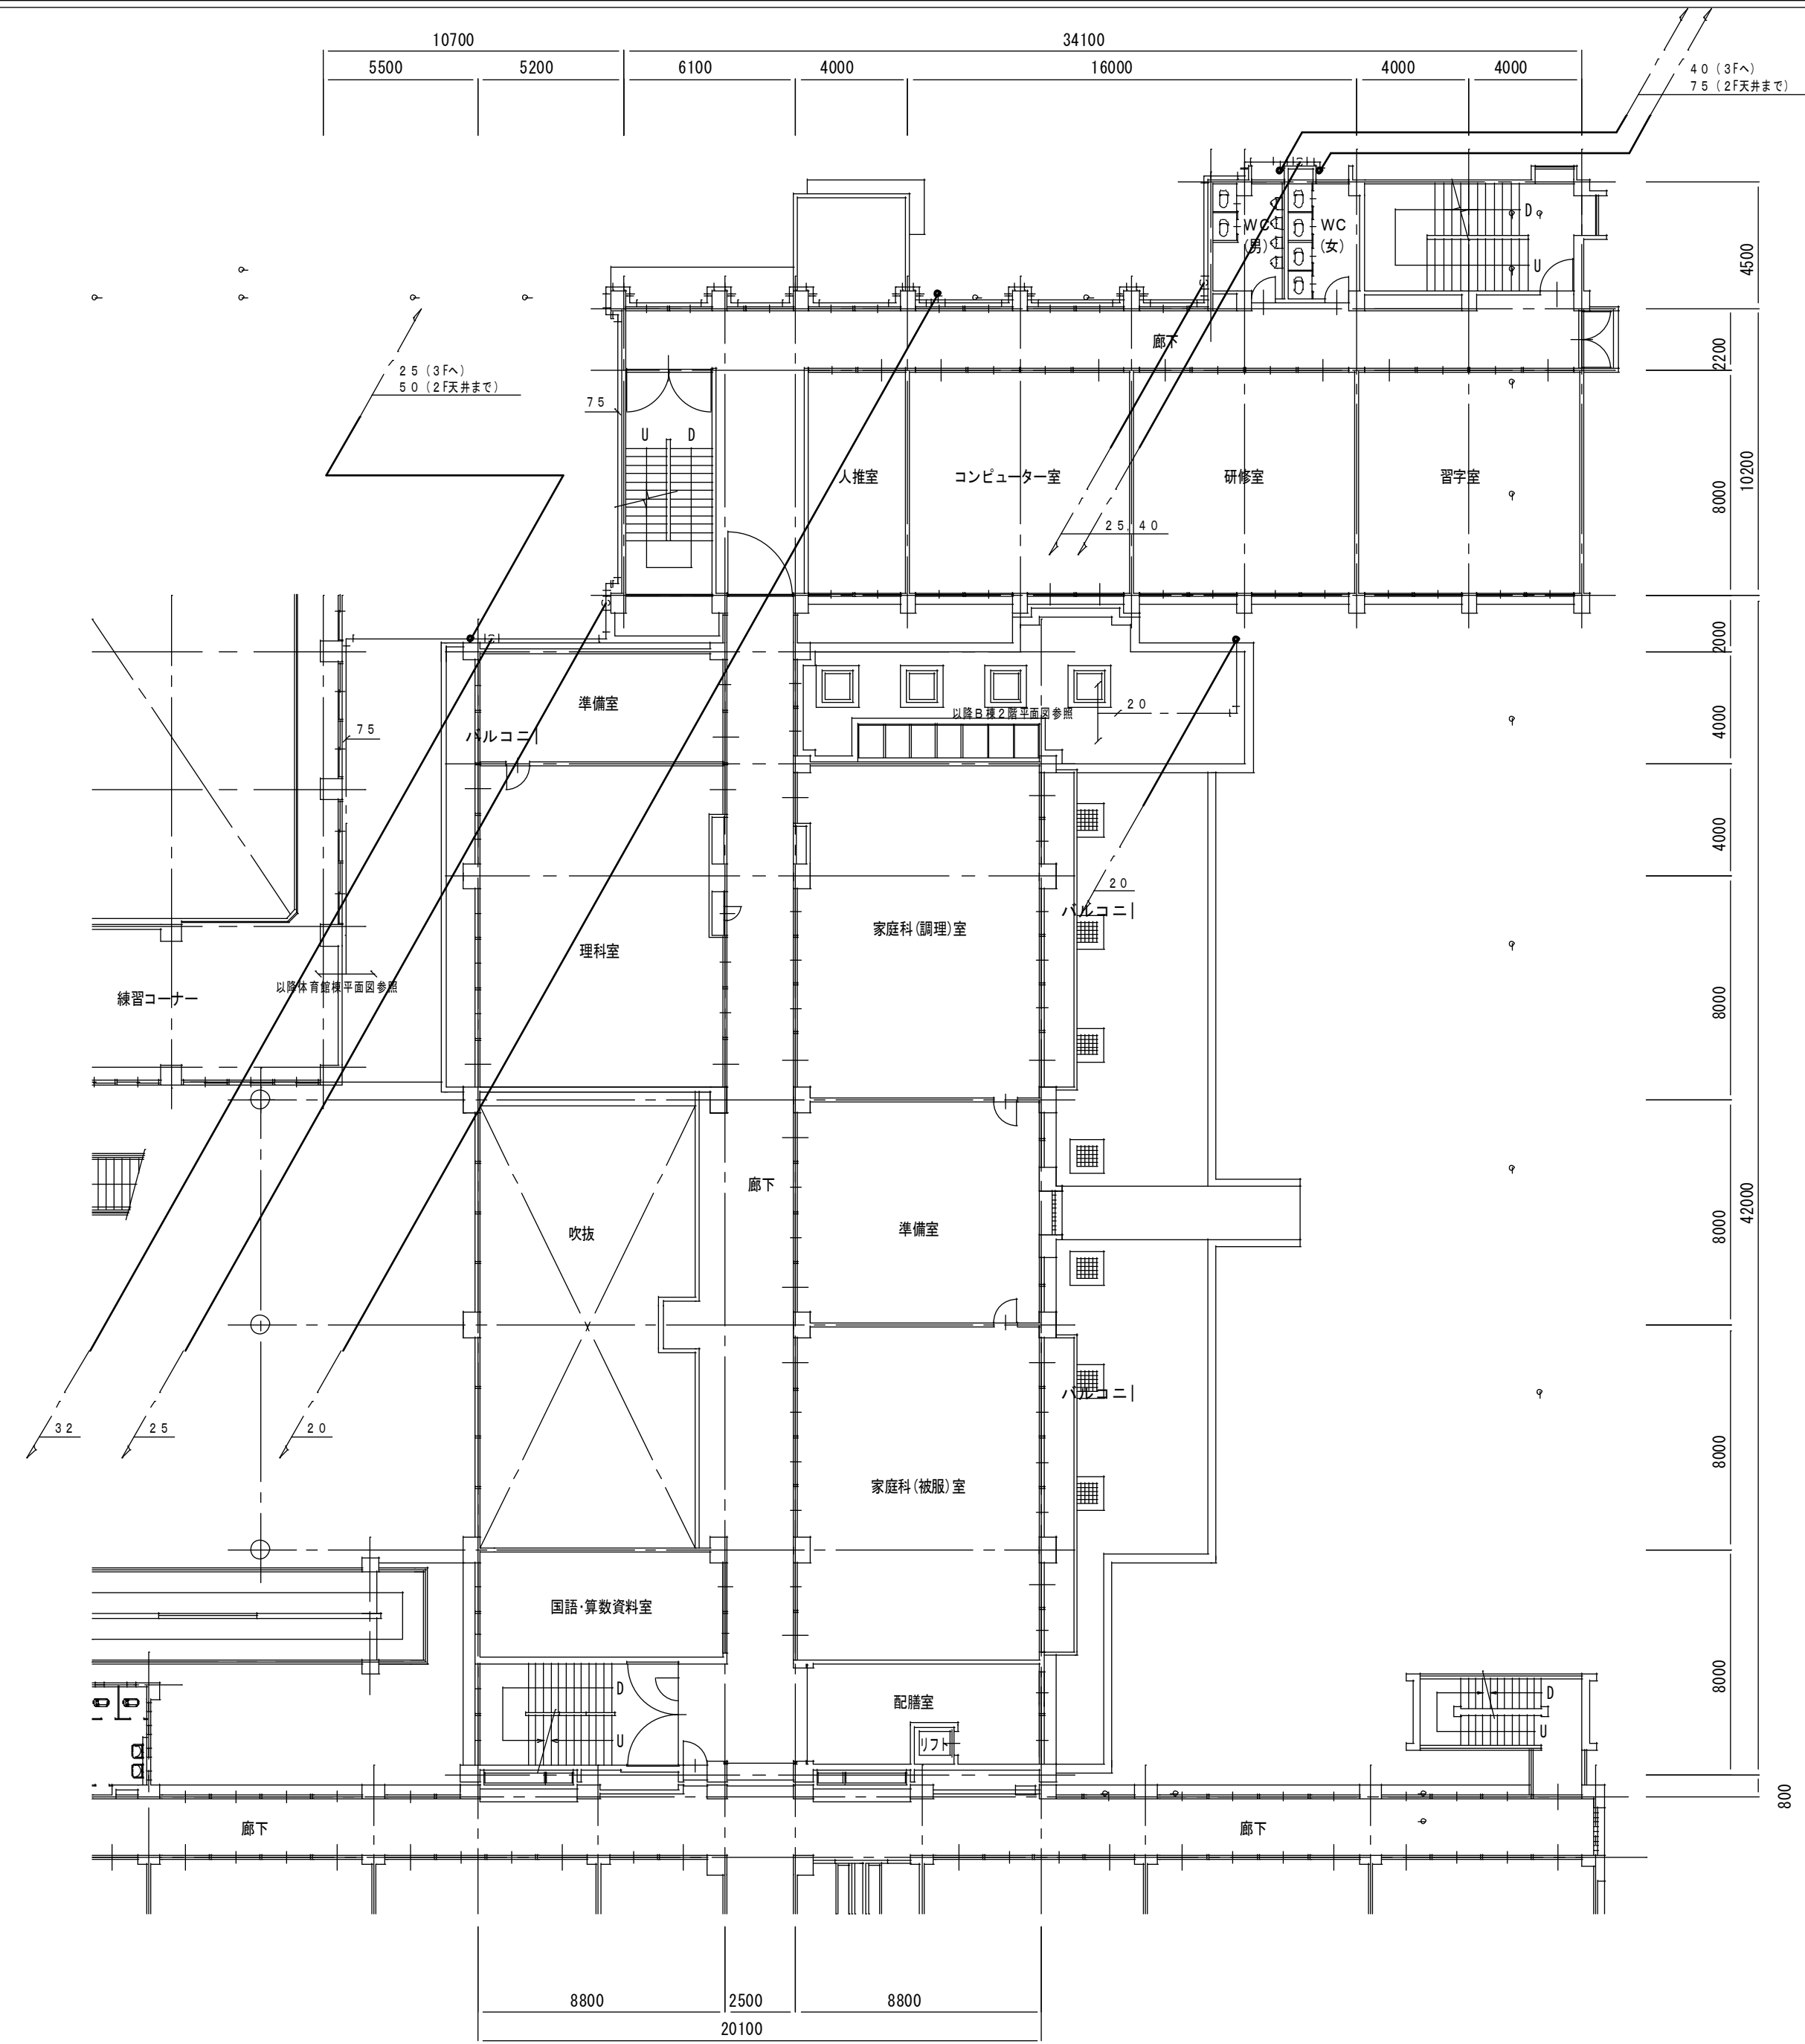 10700
34100
5500
5200
6100
4000
16000
4000
4000
40(3Fへ)
75(2F天井まで)
WC
(男)
WC
(女)
D
U
4500
廊下
2200
25(3Fへ)
50(2F天井まで)
75
U
D
人推室
コンピューター室
研修室
習字室
8000
10200
25,40
2000
準備室
バルコニー
75
以降B棟2階平面図参照
20
4000
4000
20
バルコニー
理科室
家庭科(調理)室
以降体育館棟平面図参照
練習コーナー
8000
廊下
吹抜
準備室
8000
42000
バルコニー
32
25
20
8000
家庭科(被服)室
国語・算数資料室
D
U
配膳室
リフト
D
U
8000
800
廊下
廊下
8800
2500
8800
20100